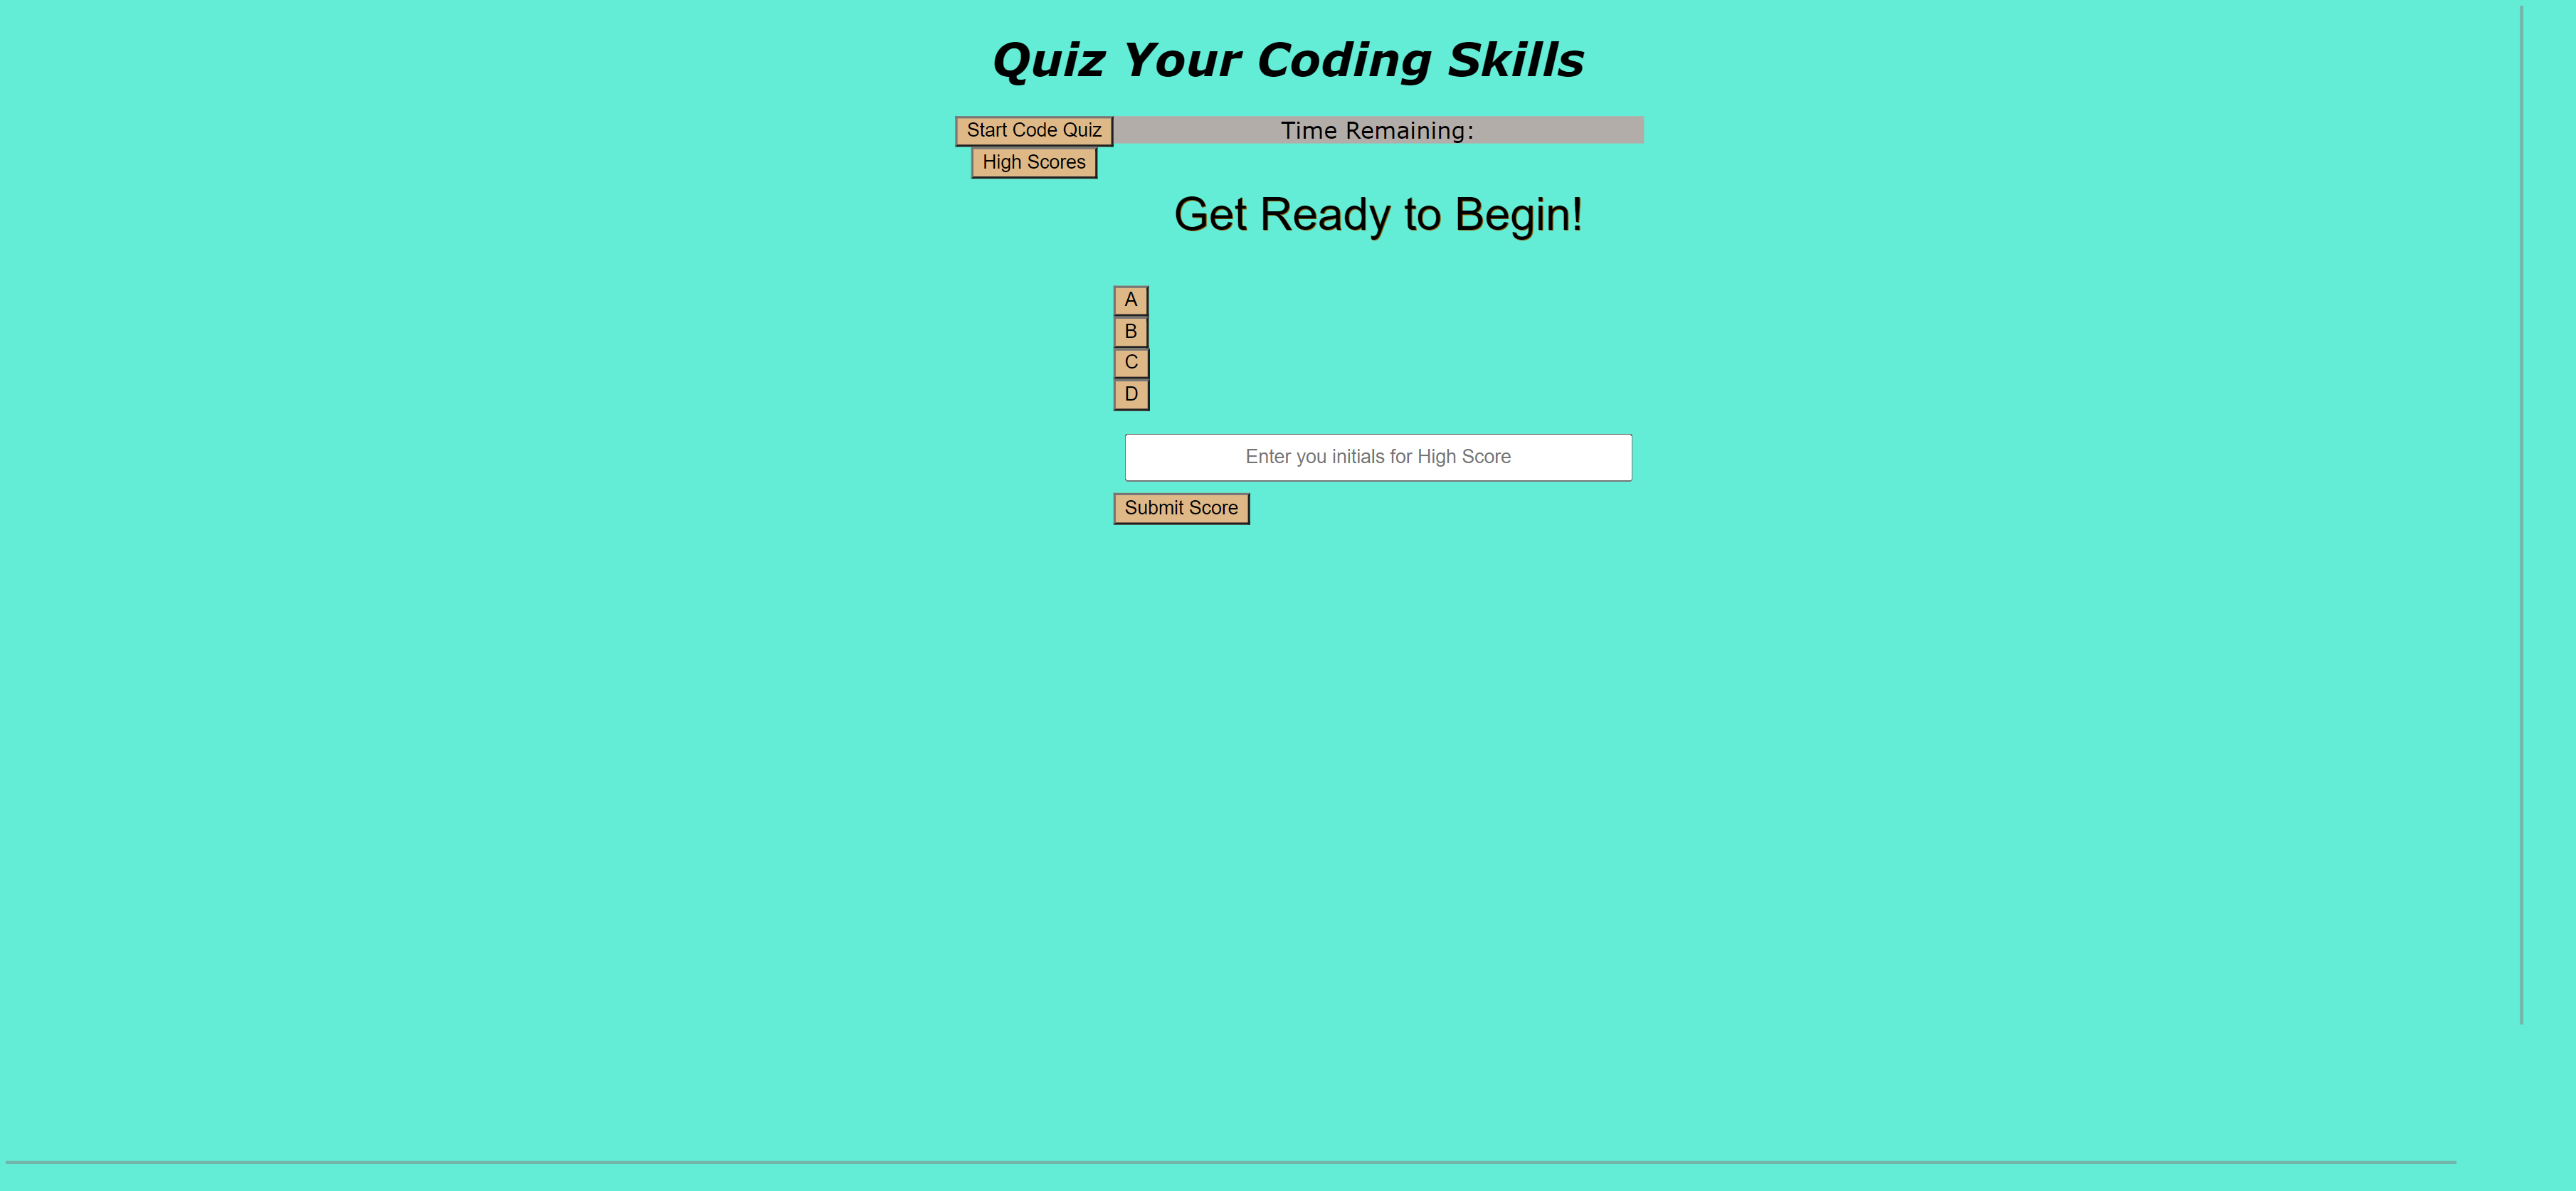 Quiz Your Coding Skills
Start Code Quiz
Time Remaining:
High Scores
Get Ready to Begin!
A
B
C
D
Enter you initials for High Score
Submit Score